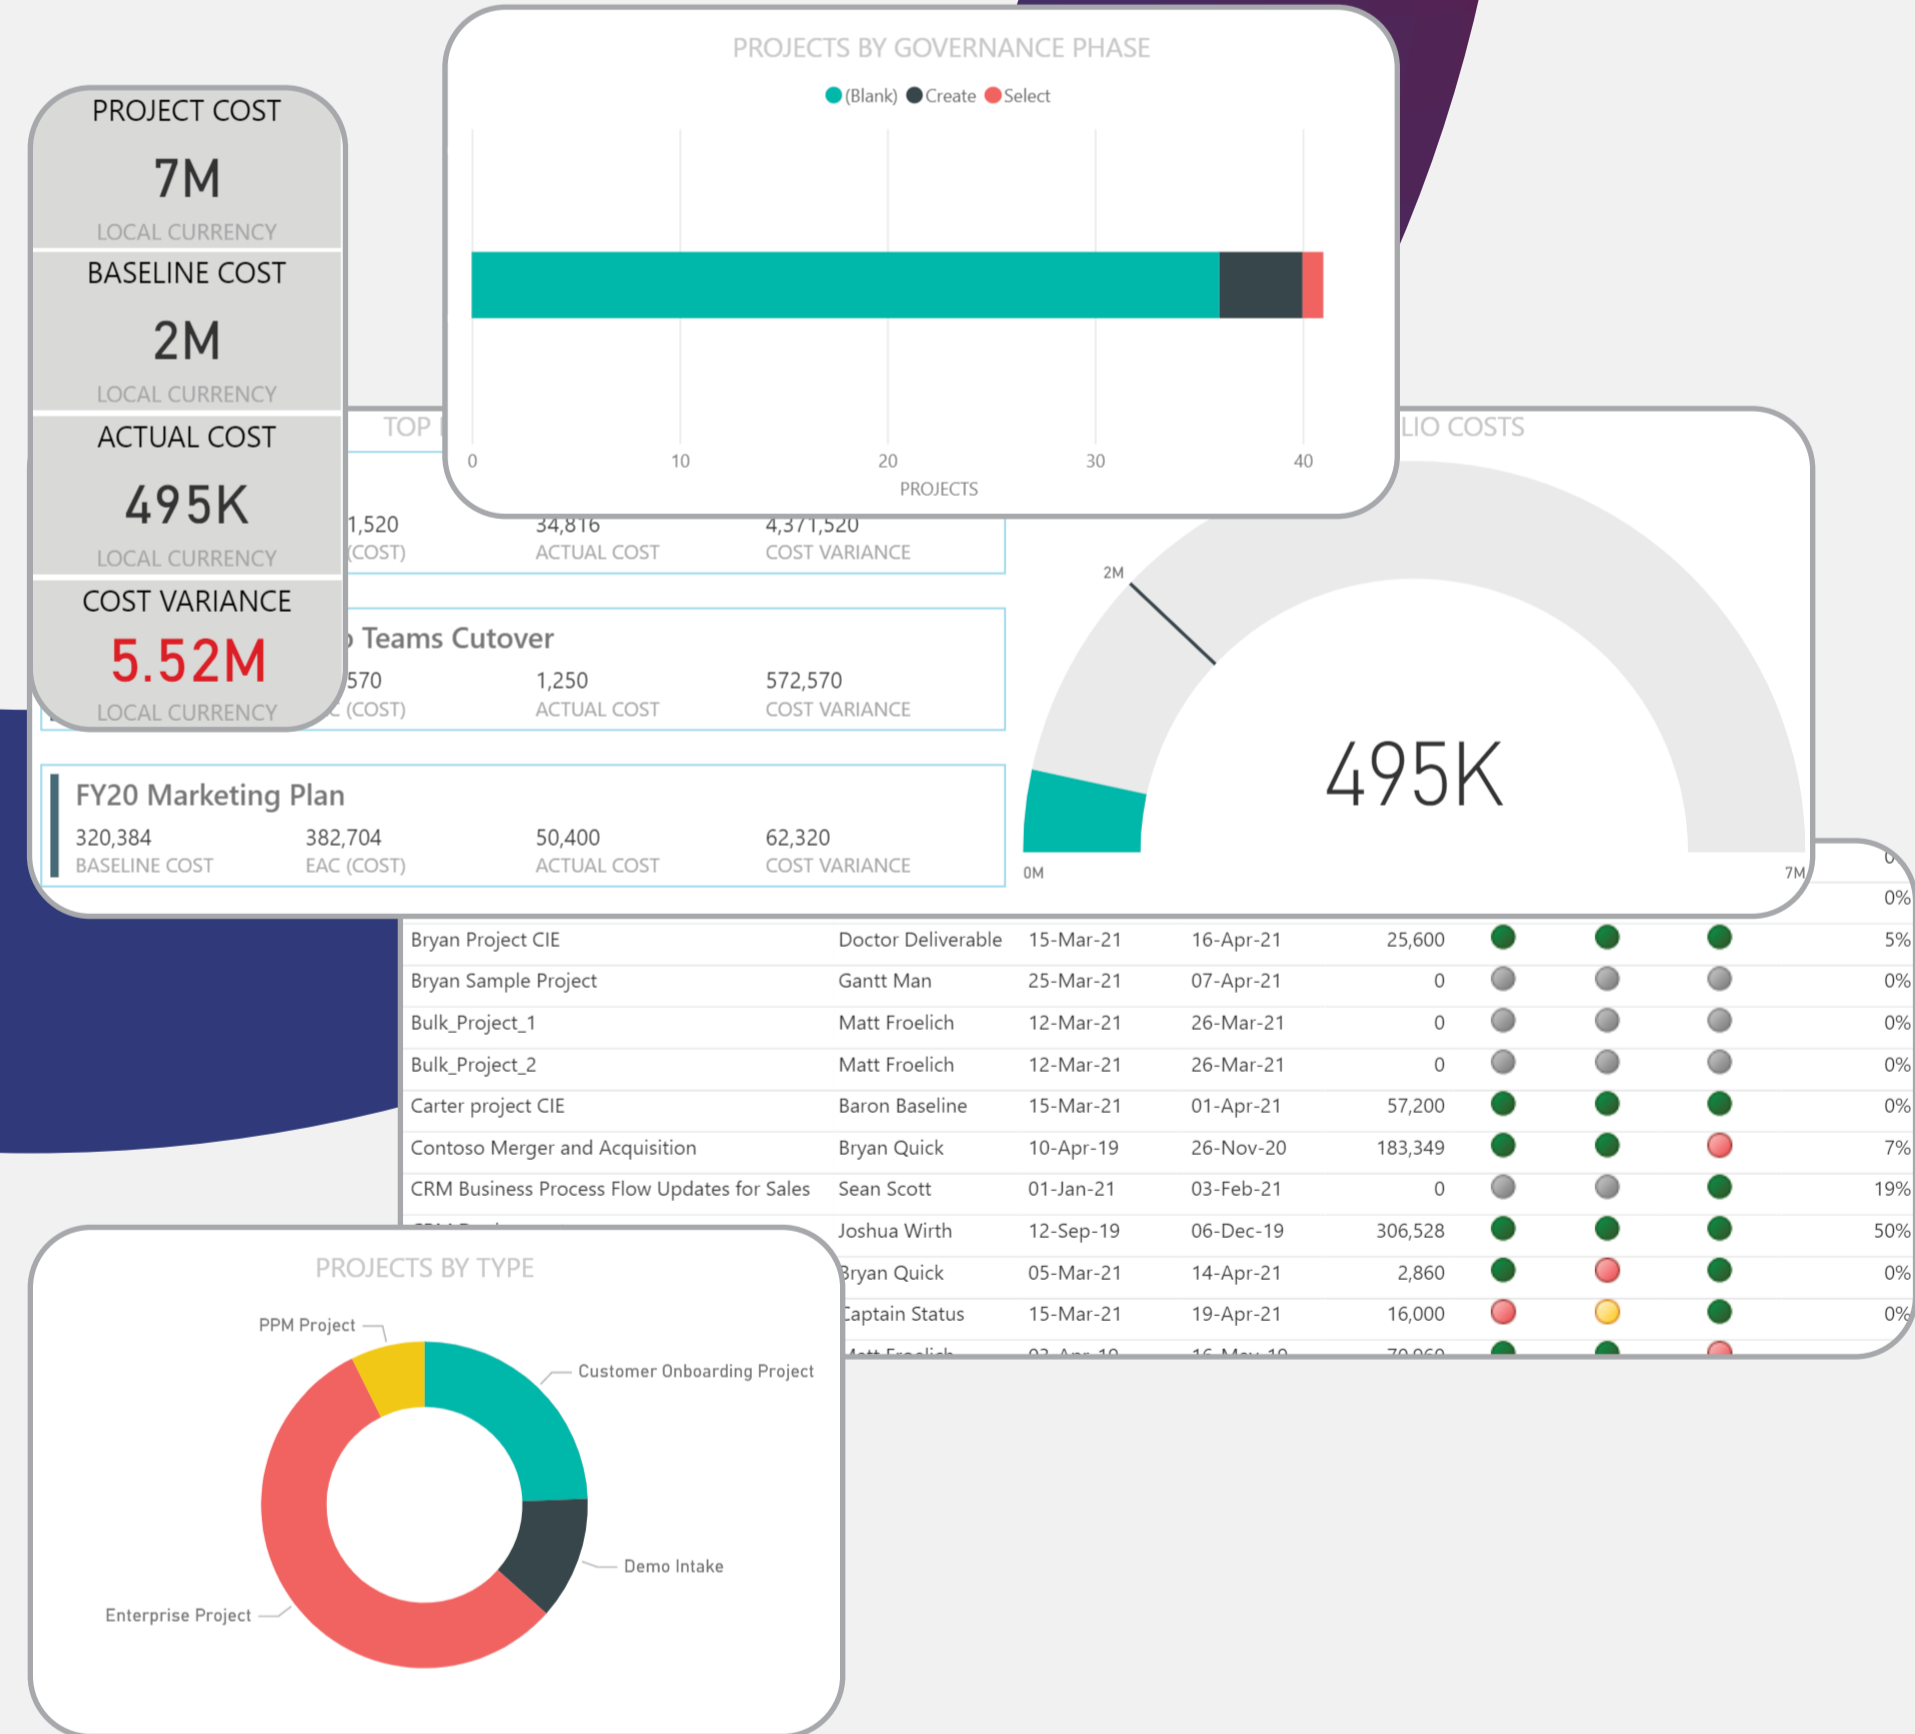 PROJECTS BY GOVERNANCE PHASE
(Blank) Create Select
0 10 20 30 40
PROJECTS
PROJECT COST
7M
LOCAL CURRENCY
BASELINE COST
2M
LOCAL CURRENCY
ACTUAL COST
495K
LOCAL CURRENCY
COST VARIANCE
5.52M
LOCAL CURRENCY
TOP
1,520 34,816 4,371,520
(COST) ACTUAL COST COST VARIANCE
Teams Cutover
570 1,250 572,570
(COST) ACTUAL COST COST VARIANCE
FY20 Marketing Plan
320,384 382,704 50,400 62,320
BASELINE COST EAC (COST) ACTUAL COST COST VARIANCE
LIO COSTS
2M
495K
0M 7M
0%
Bryan Project CIE Doctor Deliverable 15-Mar-21 16-Apr-21 25,600 5%
Bryan Sample Project Gantt Man 25-Mar-21 07-Apr-21 0 0%
Bulk_Project_1 Matt Froelich 12-Mar-21 26-Mar-21 0 0%
Bulk_Project_2 Matt Froelich 12-Mar-21 26-Mar-21 0 0%
Carter project CIE Baron Baseline 15-Mar-21 01-Apr-21 57,200 0%
Contoso Merger and Acquisition Bryan Quick 10-Apr-19 26-Nov-20 183,349 7%
CRM Business Process Flow Updates for Sales Sean Scott 01-Jan-21 03-Feb-21 0 19%
Joshua Wirth 12-Sep-19 06-Dec-19 306,528 50%
Bryan Quick 05-Mar-21 14-Apr-21 2,860 0%
Captain Status 15-Mar-21 19-Apr-21 16,000 0%
PROJECTS BY TYPE
PPM Project
Customer Onboarding Project
Demo Intake
Enterprise Project